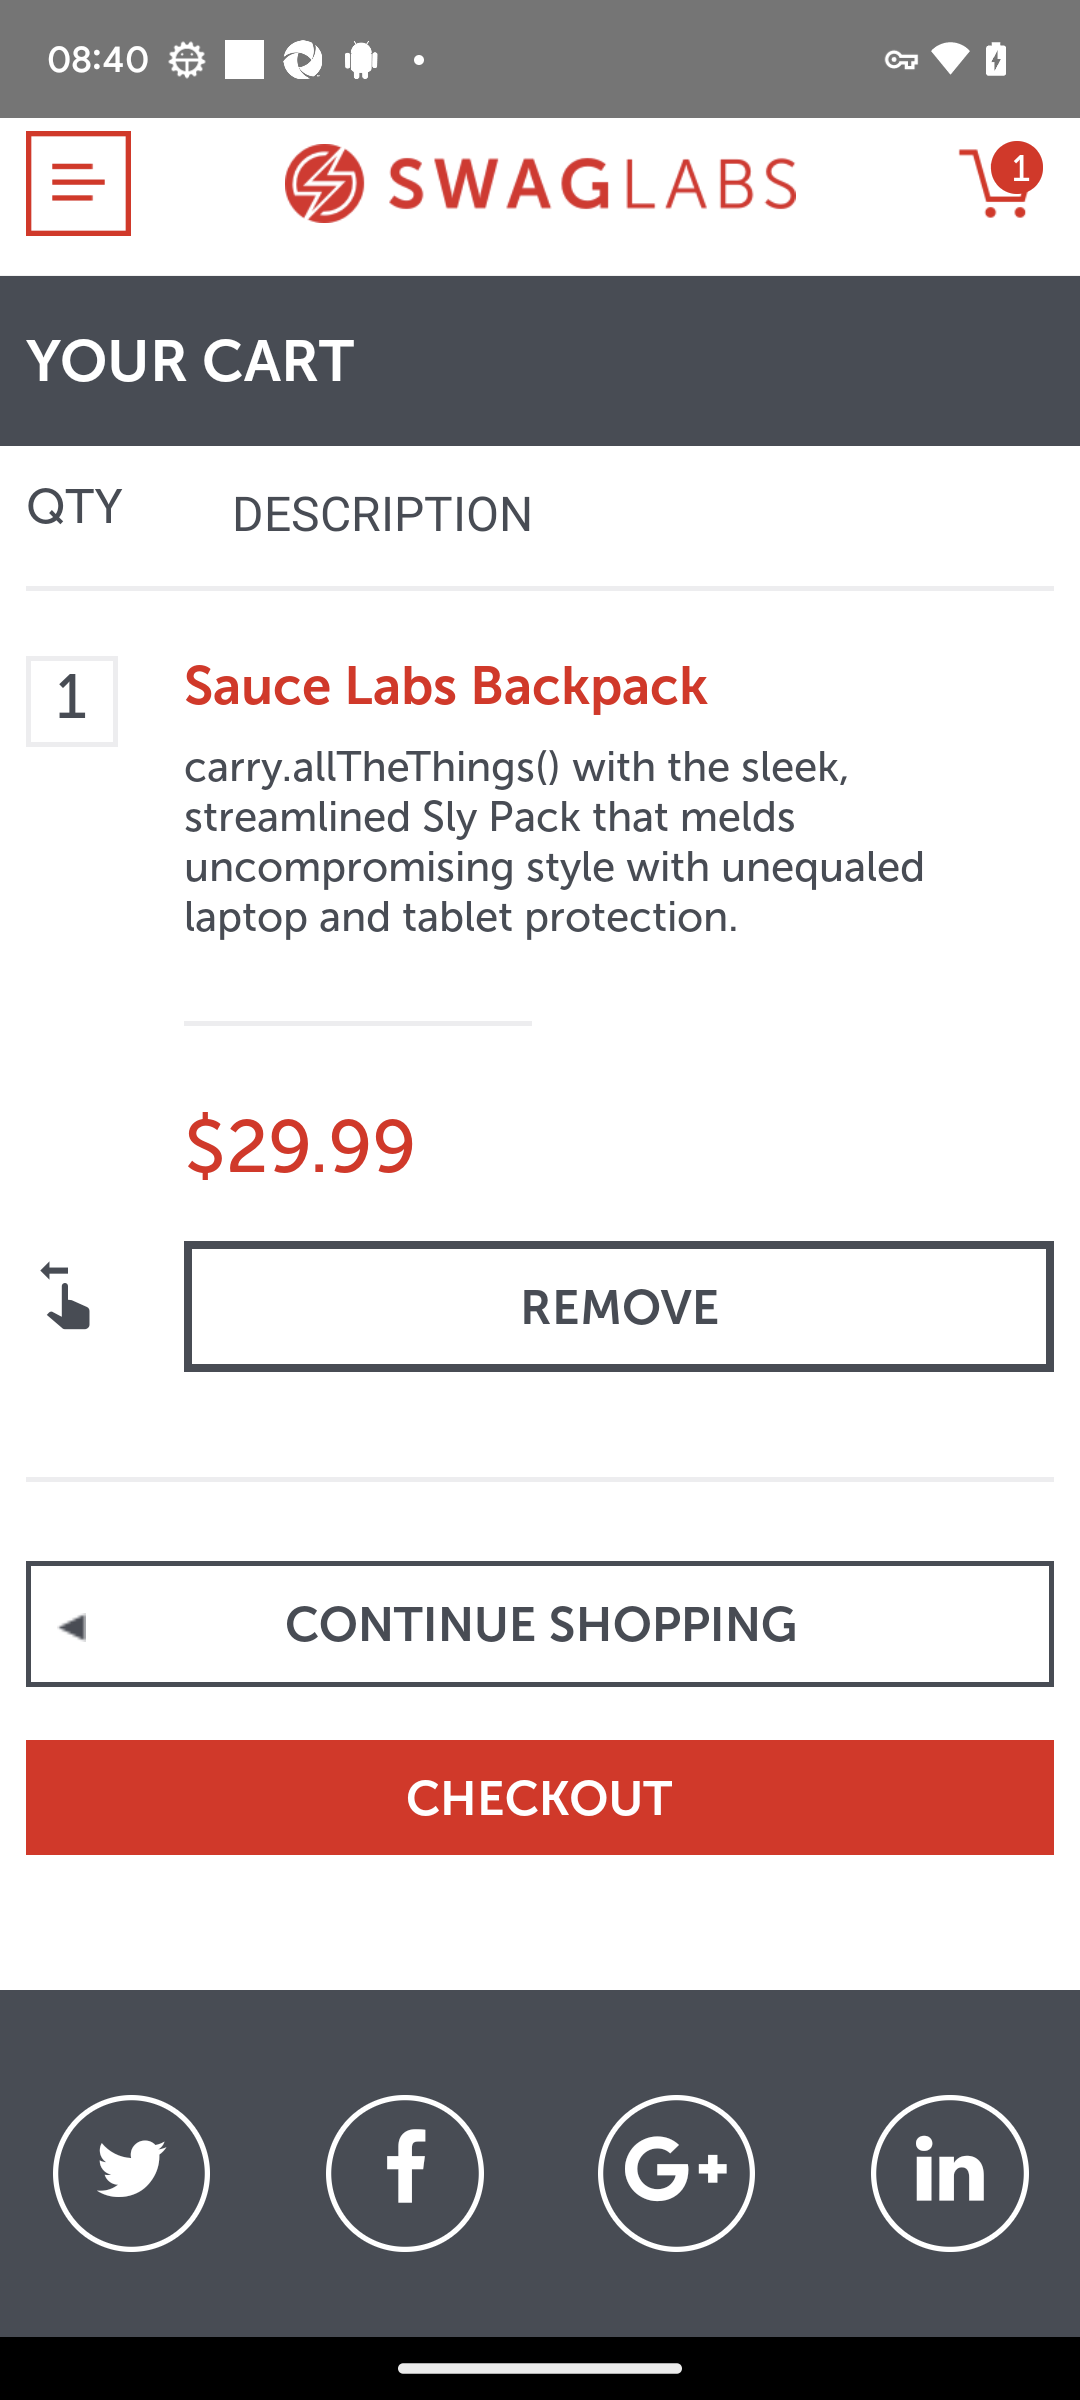 08:40
SWAGLABS
1
YOUR CART
QTY DESCRIPTION
1
Sauce Labs Backpack
carry.allTheThings() with the sleek,
streamlined Sly Pack that melds
uncompromising style with unequaled
laptop and tablet protection.
$29.99
REMOVE
CONTINUE SHOPPING
CHECKOUT
f
G+
in